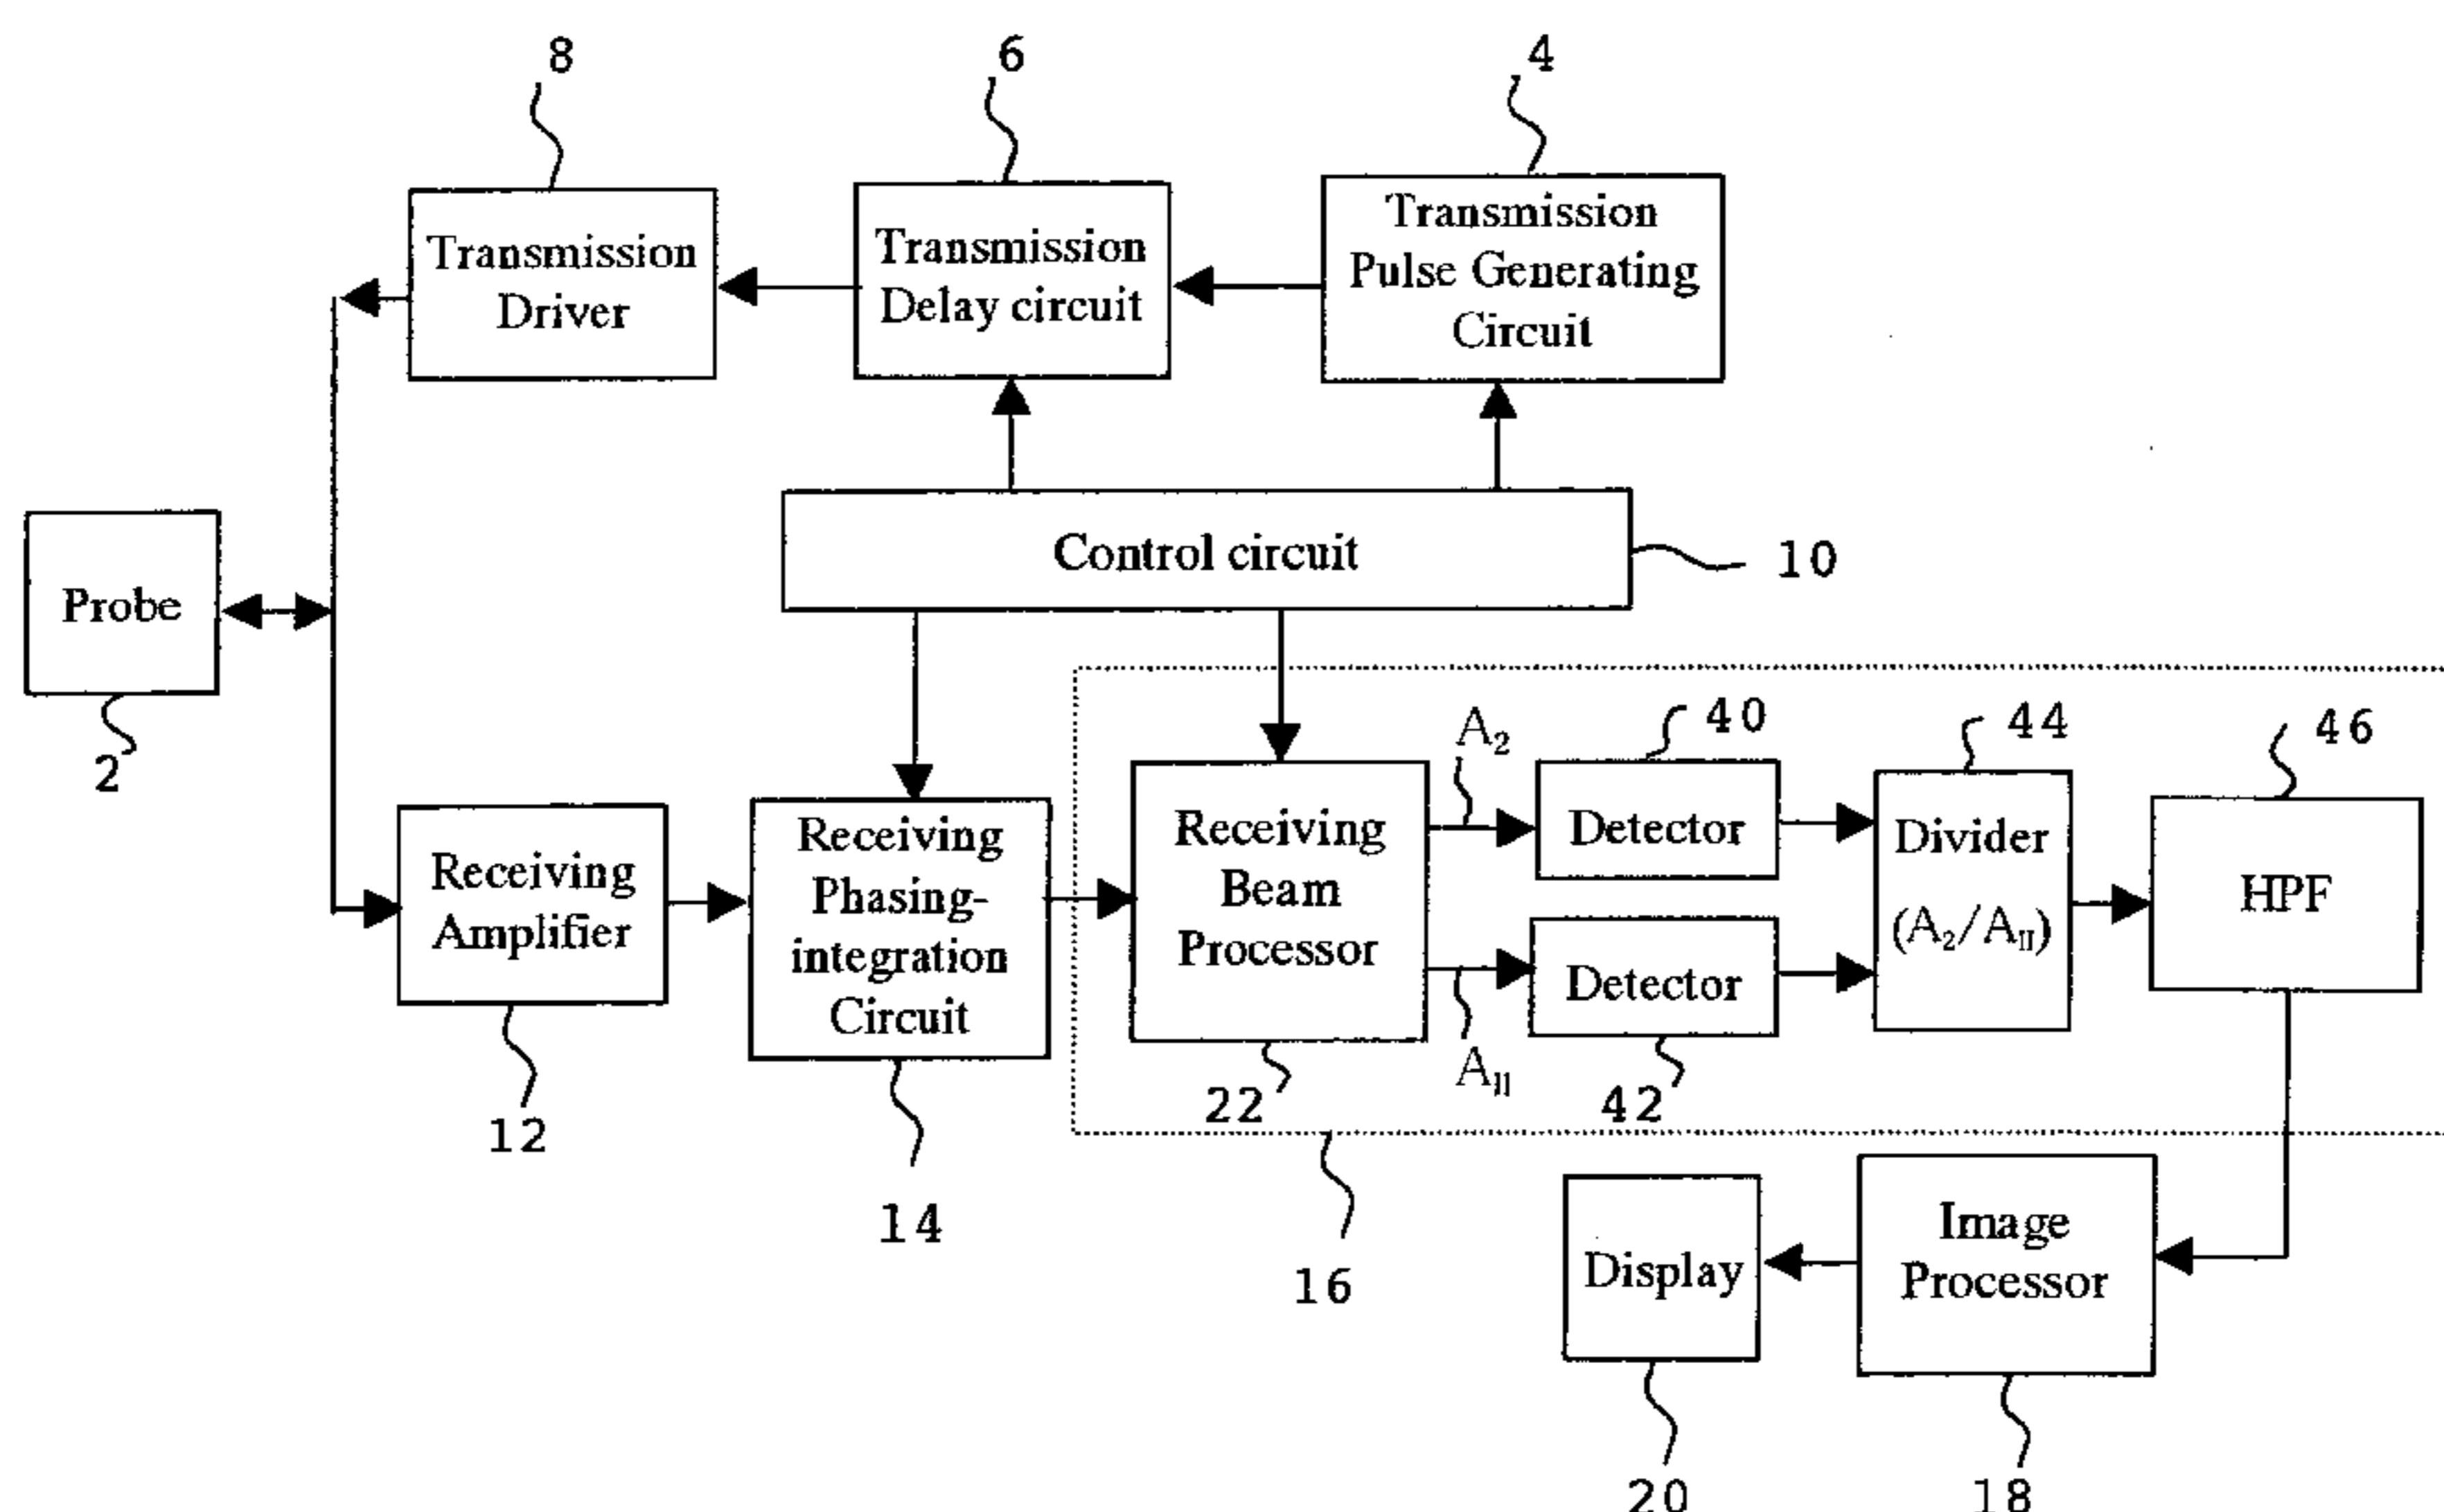 8
6
4
Transmission
Driver
Transmission
Delay circuit
Transmission
Pulse Generating
Circuit
Control circuit
10
Probe
2
Receiving
Amplifier
12
Receiving
Phasing-
integration
Circuit
14
Receiving
Beam
Processor
22
A₂
A||
40
Detector
Detector
42
44
Divider
(A₂/A||)
46
HPF
16
Display
20
Image
Processor
18